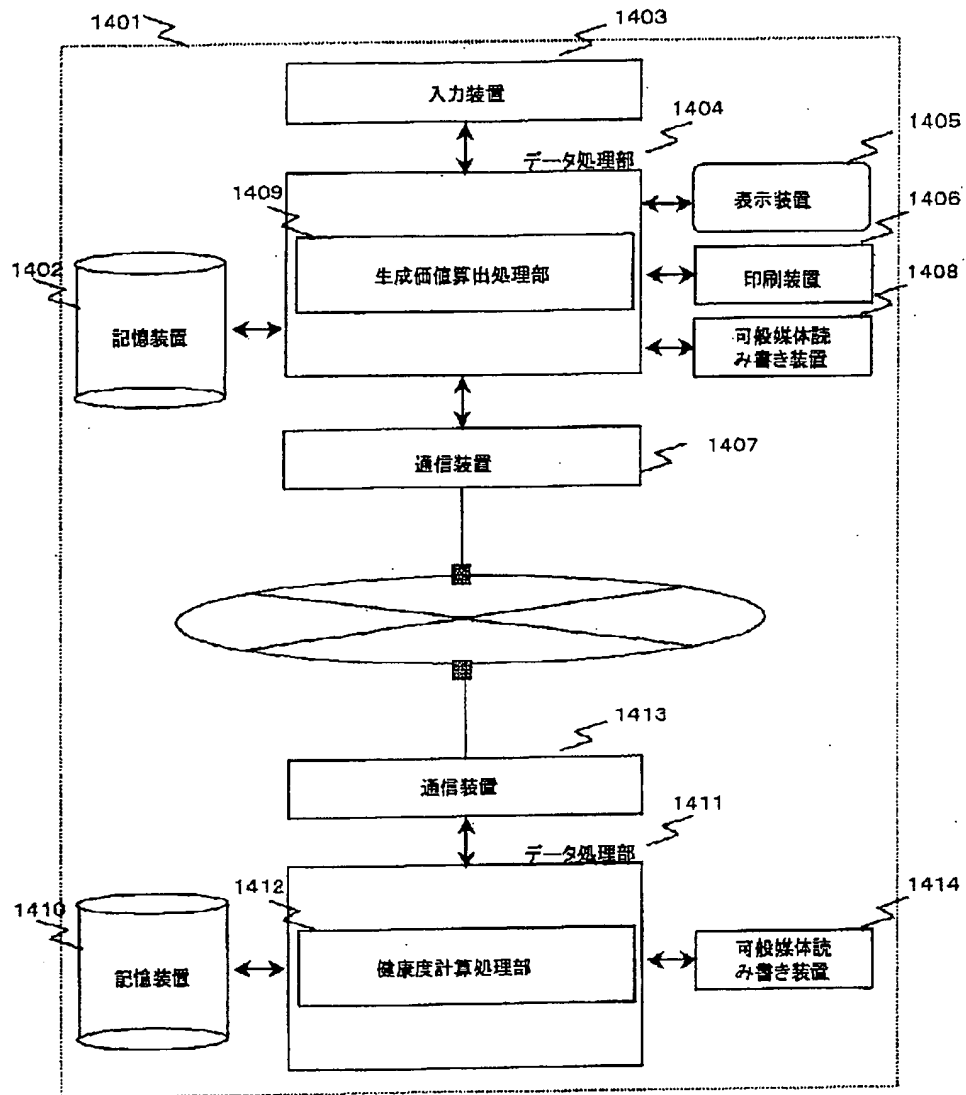 1401
1403
入力装置
1404
データ処理部
1405
1409
表示装置
1406
1402
生成価値算出処理部
印刷装置
1408
記憶装置
可般媒体読
み書き装置
通信装置
1407
1413
通信装置
1411
データ処理部
1412
1414
1410
健康度計算処理部
可般媒体読
み書き装置
記憶装置